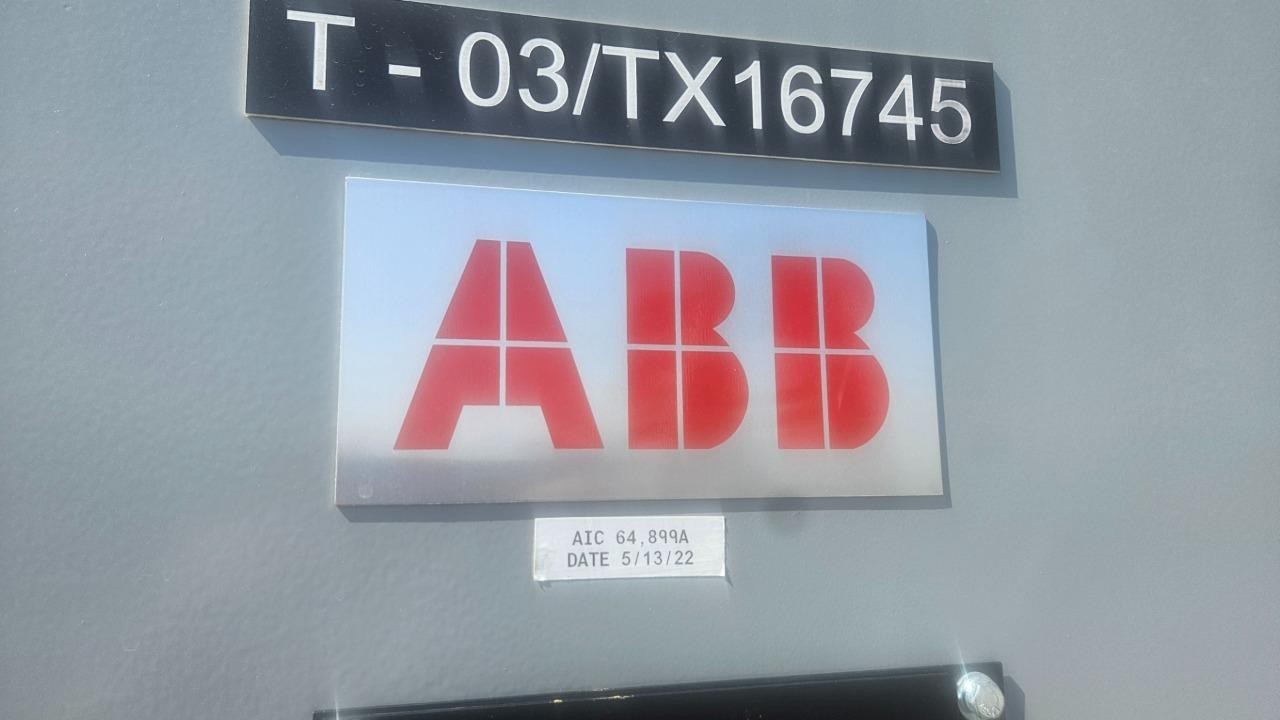 T - 03/TX16745
ABB
AIC 64,899A
DATE 5/13/22